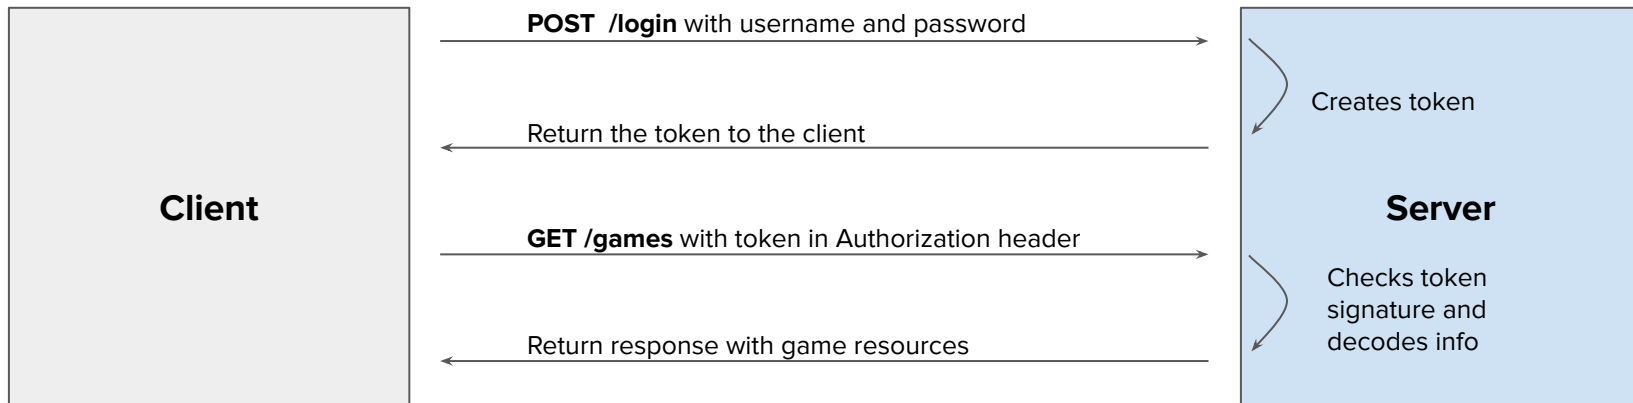 POST /login with username and password
Creates token
Return the token to the client
Client
Server
GET /games with token in Authorization header
Checks token
signature and
decodes info
Return response with game resources